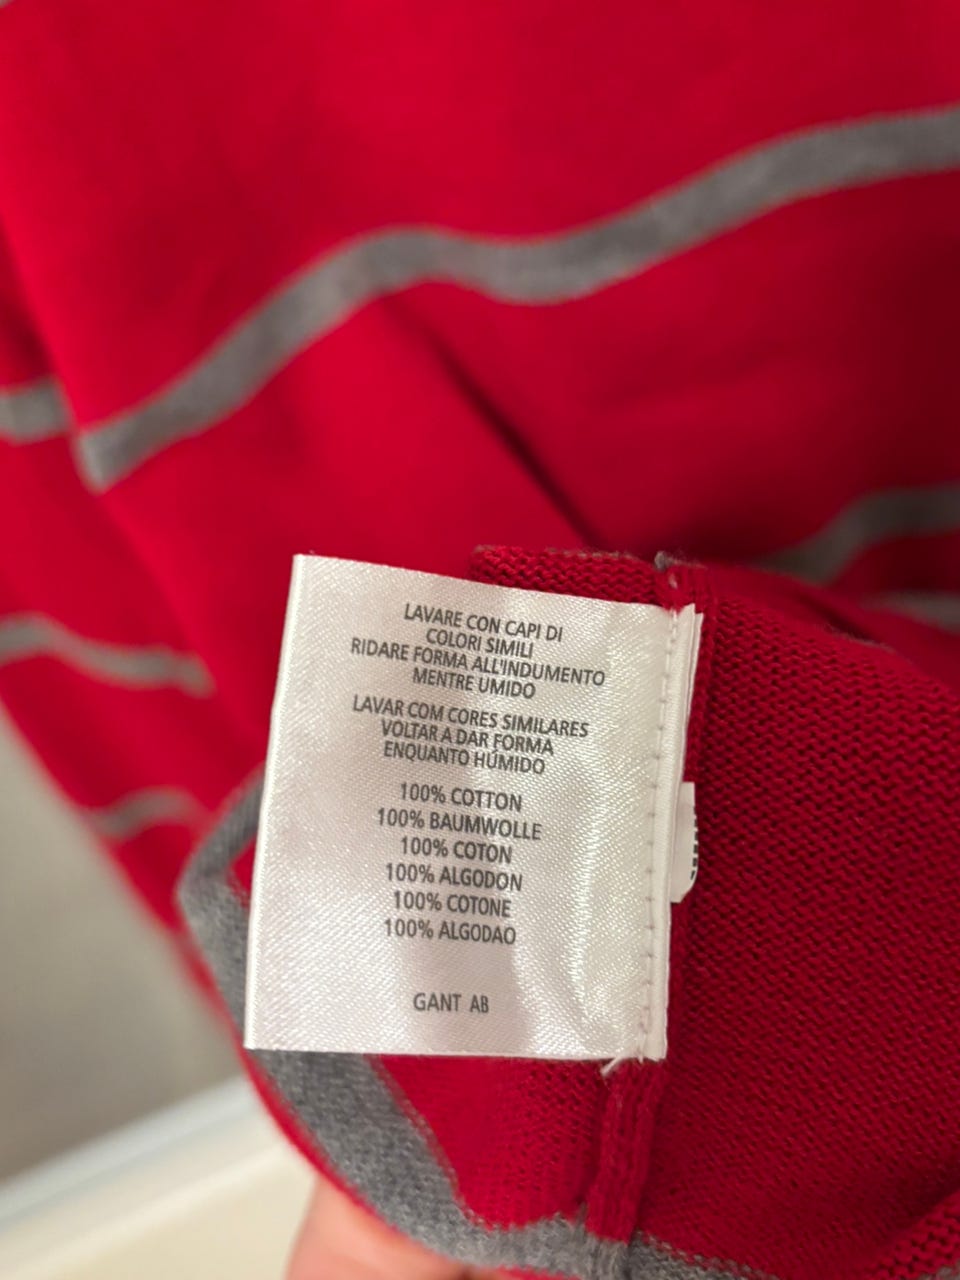 LAVARE CON CAPI DI
COLORI SIMILI
RIDARE FORMA ALL'INDUMENTO
MENTRE UMIDO
LAVAR COM CORES SIMILARES
VOLTAR A DAR FORMA
ENQUANTO HÚMIDO
100% COTTON
100% BAUMWOLLE
100% COTON
100% ALGODON
100% COTONE
100% ALGODAO
GANT AB